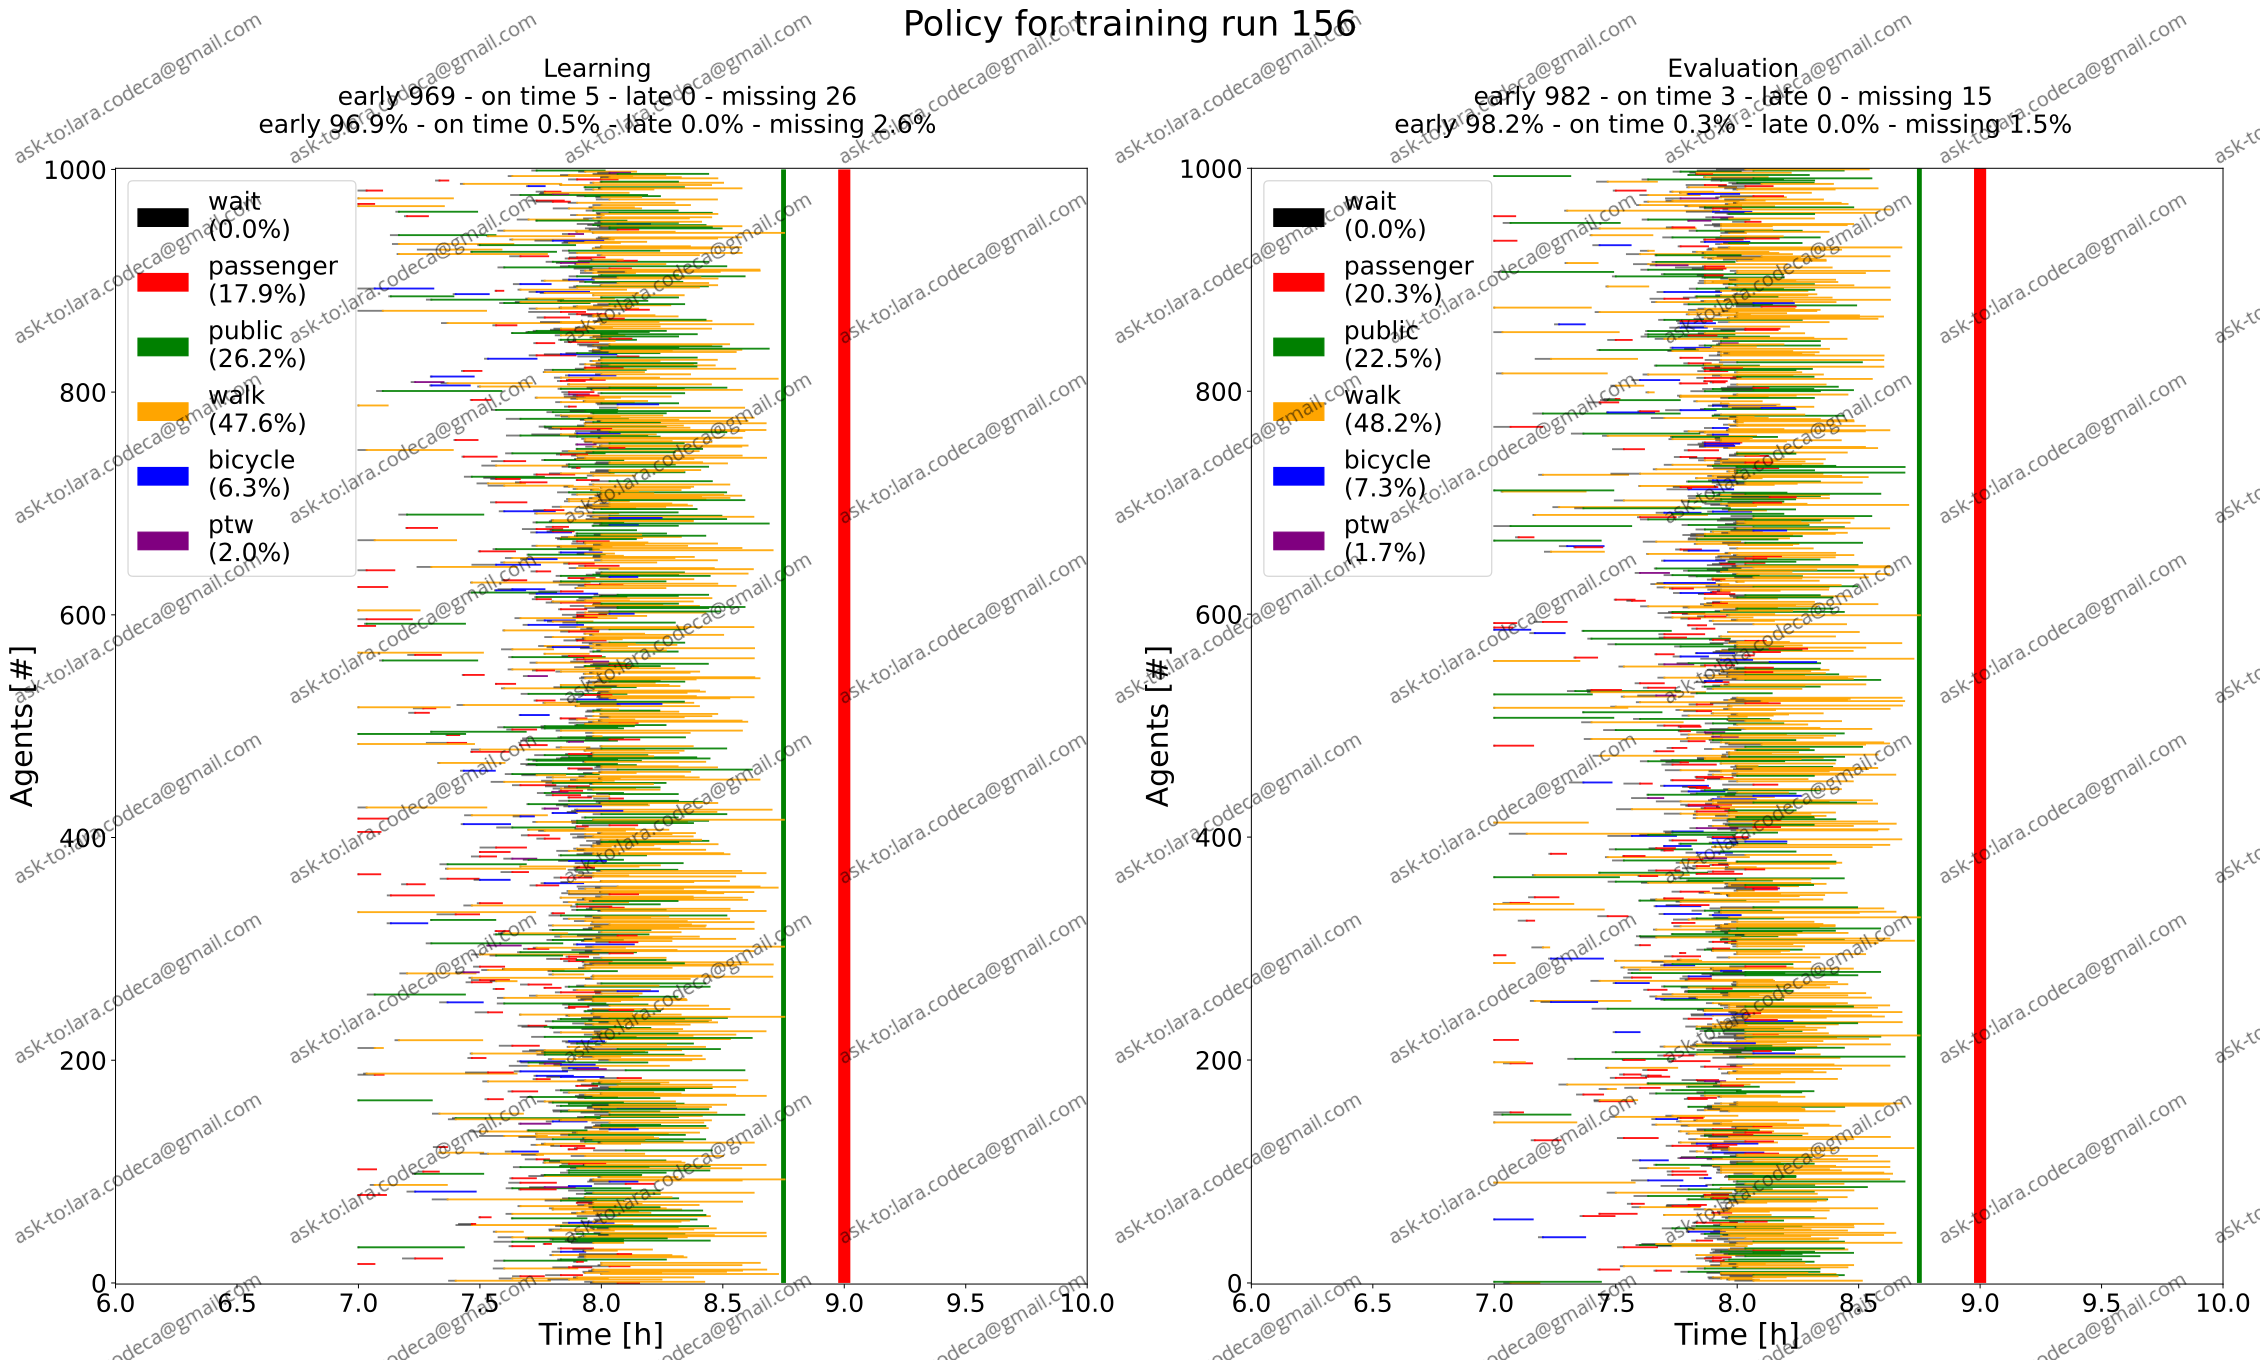 Policy for training run 156
Learning
early 969 - on time 5 - late 0 - missing 26
early 96.9% - on time 0.5% - late 0.0% - missing 2.6%
1000
800
600
400
200
0
Agents [#]
wait
(0.0%)
passenger
(17.9%)
public
(26.2%)
walk
(47.6%)
bicycle
(6.3%)
ptw
(2.0%)
6.0 6.5 7.0 7.5 8.0 8.5 9.0 9.5 10.0
Time [h]
Evaluation
early 982 - on time 3 - late 0 - missing 15
early 98.2% - on time 0.3% - late 0.0% - missing 1.5%
1000
800
600
400
200
0
Agents [#]
wait
(0.0%)
passenger
(20.3%)
public
(22.5%)
walk
(48.2%)
bicycle
(7.3%)
ptw
(1.7%)
6.0 6.5 7.0 7.5 8.0 8.5 9.0 9.5 10.0
Time [h]
ask-to:lara.codeca@gmail.com